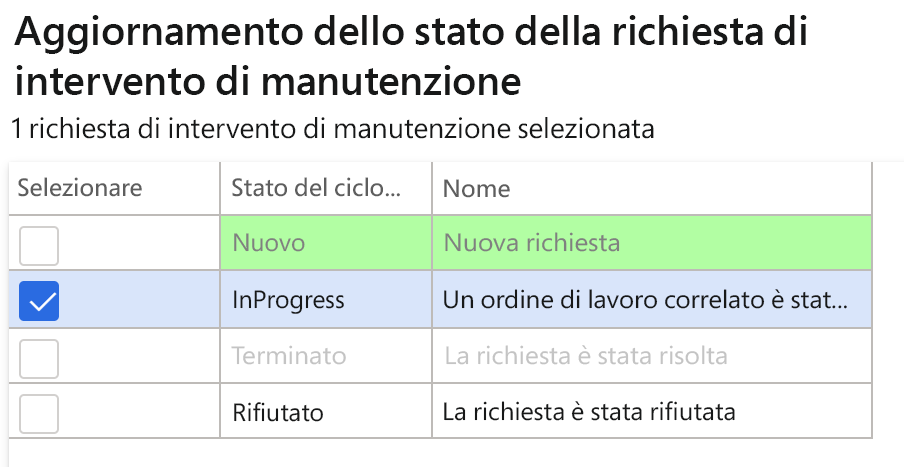 Aggiornamento dello stato della richiesta di
intervento di manutenzione
1 richiesta di intervento di manutenzione selezionata
Selezionare Stato del ciclo... Nome
Nuovo Nuova richiesta
InProgress Un ordine di lavoro correlato è stat...
Terminato La richiesta è stata risolta
Rifiutato La richiesta è stata rifiutata